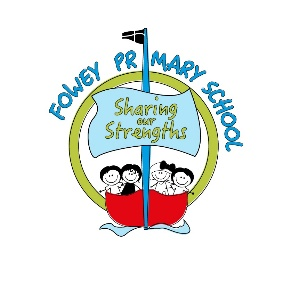 FOWEY PRIMARY SCHOOL
Sharing
our
Strengths